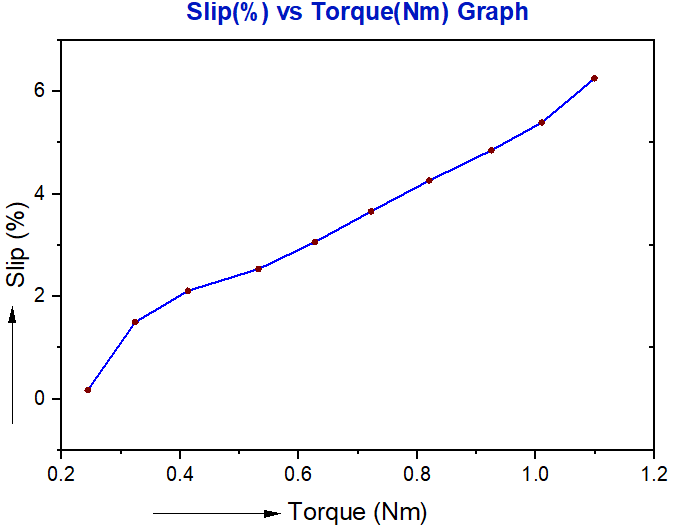 Slip(%) vs Torque(Nm) Graph
6
4
2
0
Slip (%)
0.2 0.4 0.6 0.8 1.0 1.2
Torque (Nm)